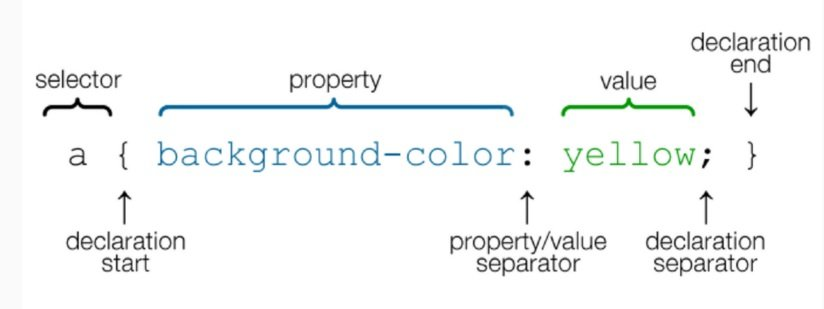 declaration
end
selector
property
value
a { background-color: yellow; }
declaration
start
property/value
separator
declaration
separator